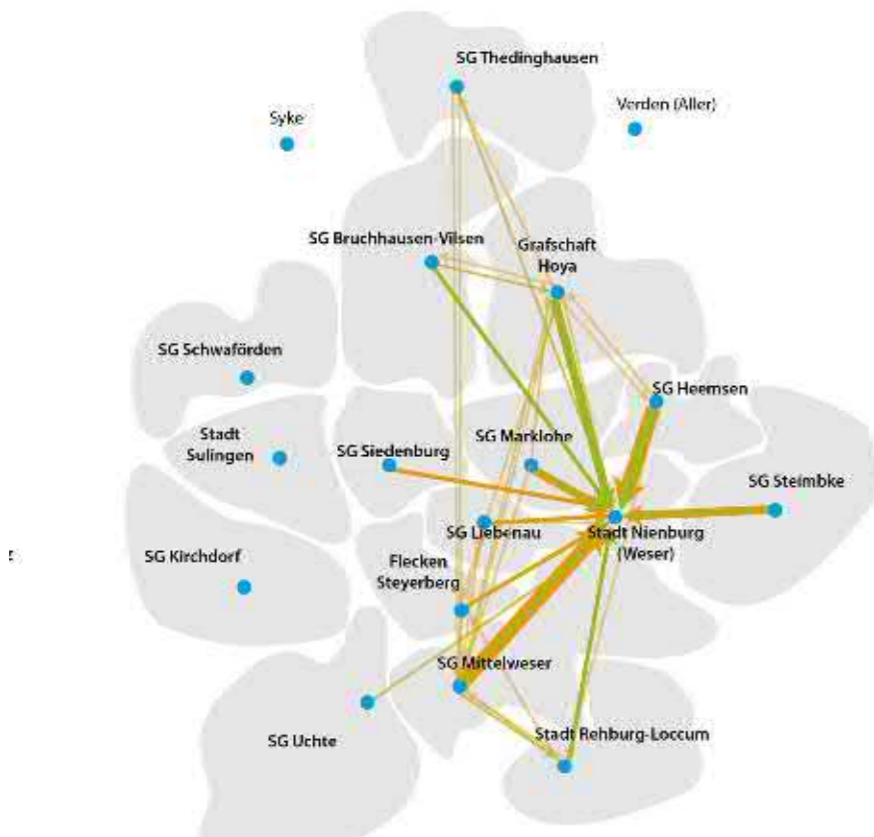 SG Thedinghausen
Verden (Aller)
Syke
SG Bruchhausen-Vilsen
Grafschaft
Hoya
SG Schwaförden
SG Heemsen
Stadt
Sulingen
SG Siedenburg
SG Marklohe
SG Steimbke
SG Liebenau
Stadt Nienburg
(Weser)
SG Kirchdorf
Flecken
Steyerberg
SG Mittelweser
SG Uchte
Stadt Rehburg-Loccum